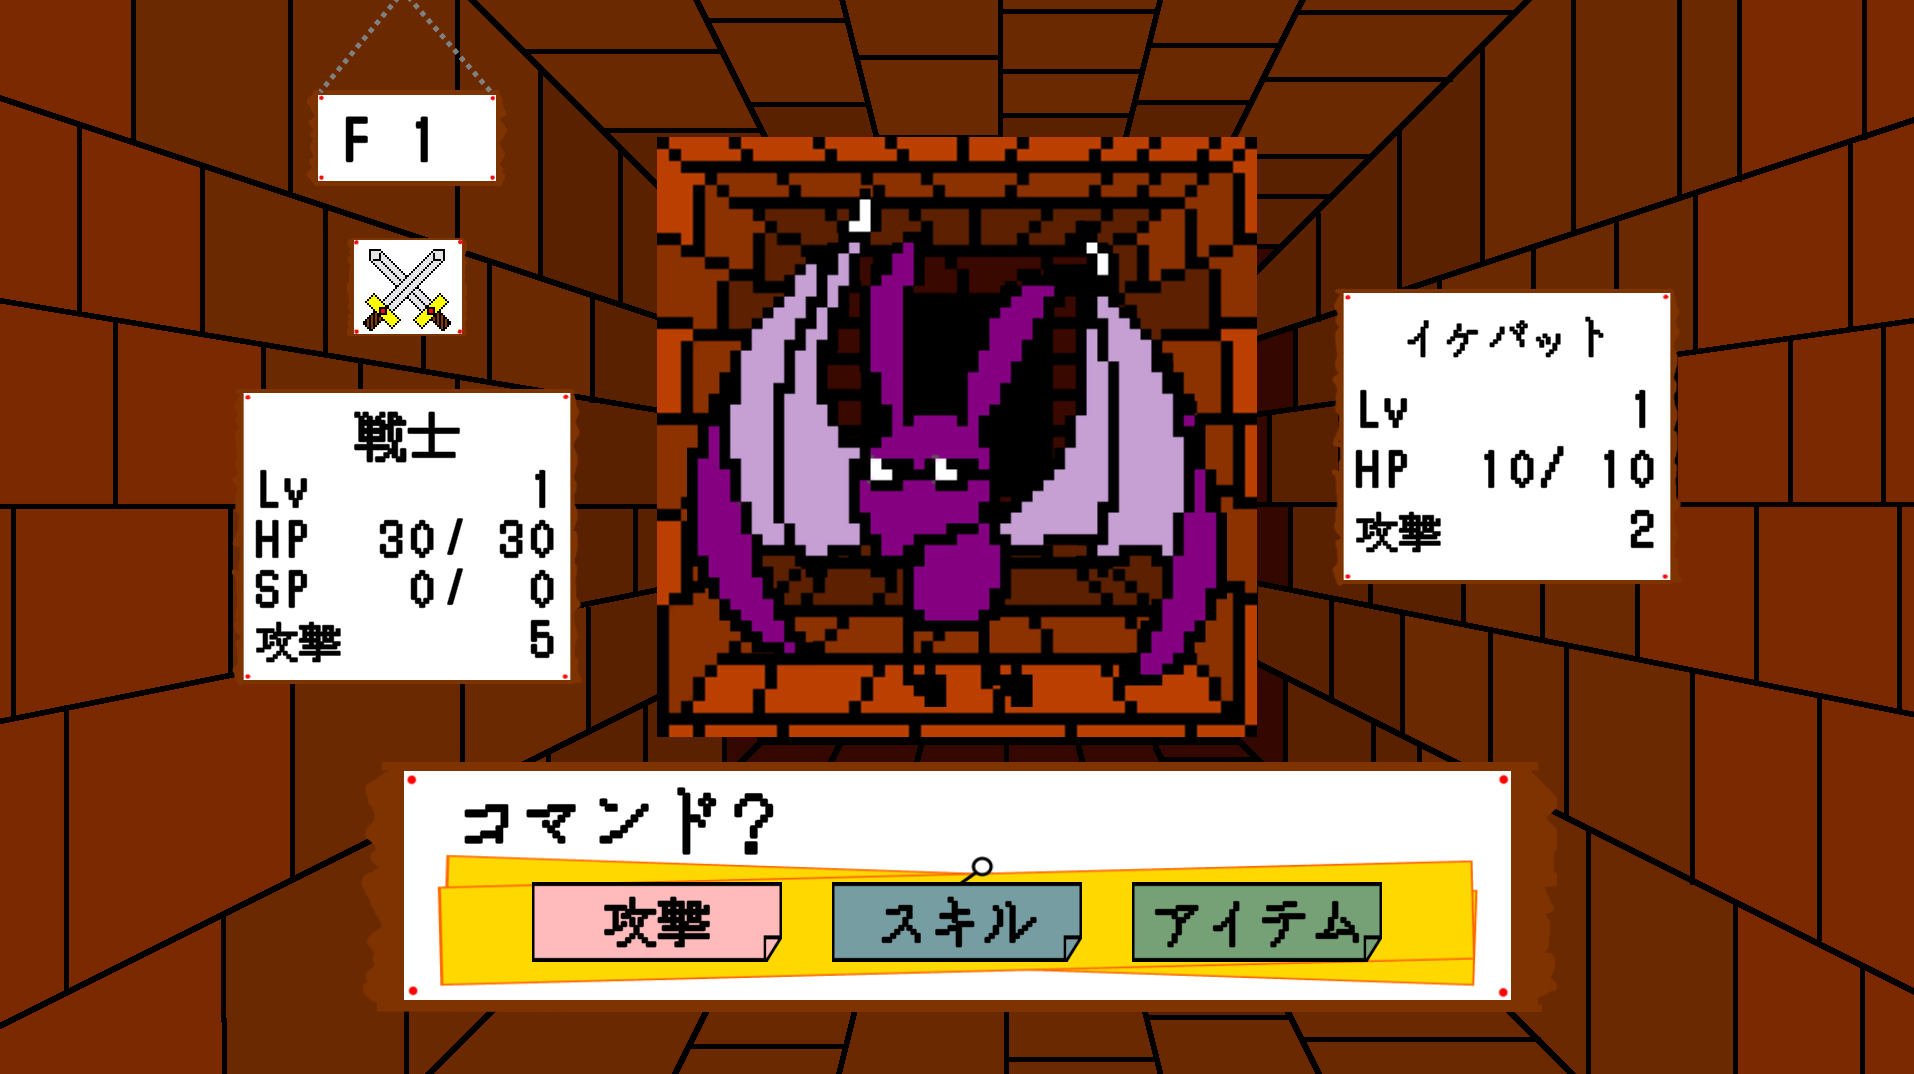 F 1
戦士
Lv 1
HP 30/ 30
SP 0/ 0
攻撃 5
イケバット
Lv 1
HP 10/ 10
攻撃 2
コマンド?
攻撃
スキル
アイテム